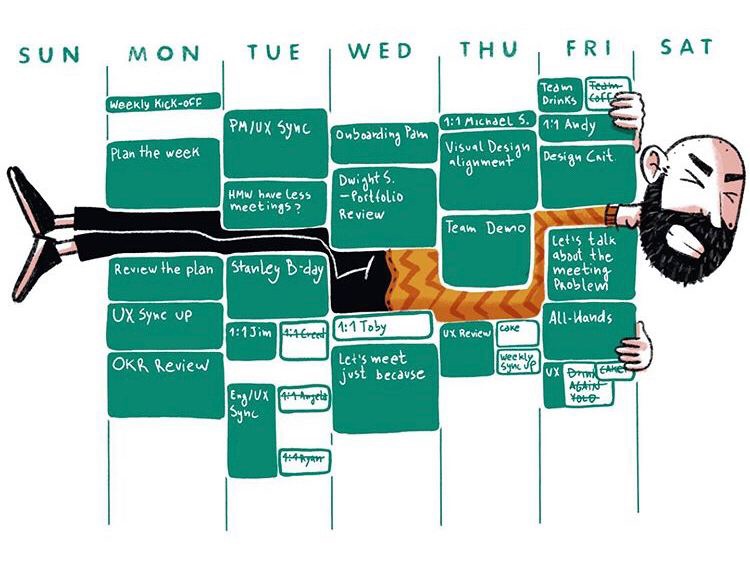 SUN
MON
TUE
WED
THU
FRI
SAT
Weekly Kick-off
Plan the week
Review the plan
UX Sync up
OKR Review
PM/UX Sync
HMW have less
meetings?
Stanley B-day
1:1 Jim
1:1 Creed
Eng/UX
Sync
1:1 Angela
1:1 Ryan
Onboarding Pam
Dwight S.
– Portfolio
Review
1:1 Toby
Let's meet
just because
1:1 Michael S.
Visual Design
alignment
Team Demo
UX Review
cake
Weekly
Sync up
Team
Drinks
Team
1:1 Andy
Design Crit.
Let's talk
about the
meeting
Problem
All-Hands
UX
Drink
AGAIN
YOLO
CAKE